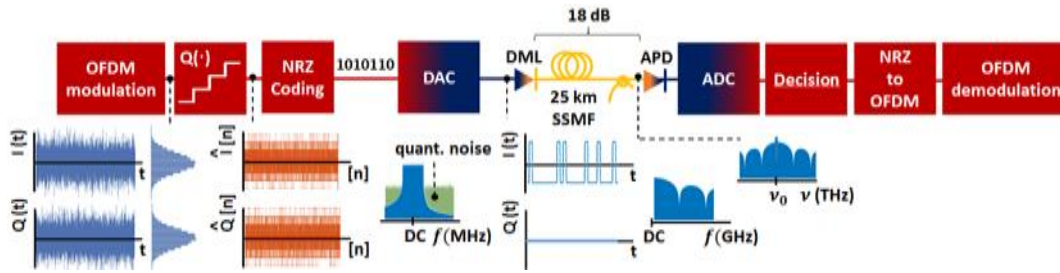 18 dB
OFDM
modulation
Q(·)
NRZ
Coding
1010110
DAC
DML
25 km
SSMF
APD
ADC
Decision
NRZ
to
OFDM
OFDM
demodulation
I (t)
t
Î [n]
[n]
quant. noise
DC f(MHz)
I (t)
t
DC f(GHz)
ν₀ ν (THz)
Q (t)
t
Q̂ [n]
[n]
Q (t)
t